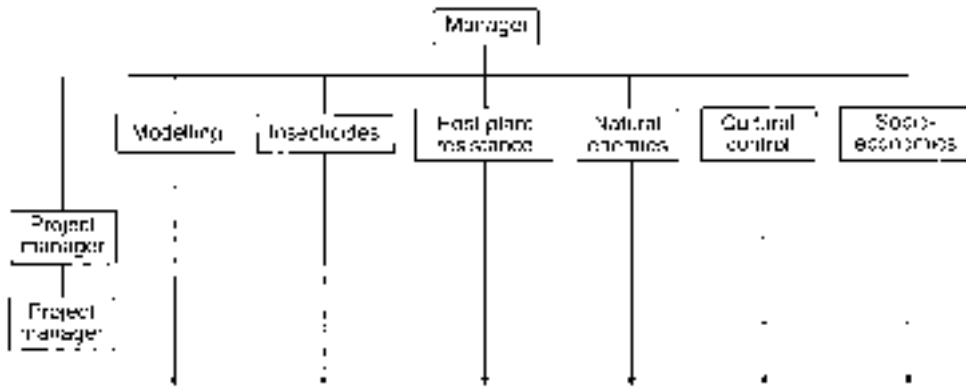 Manager
Modelling
Insecticides
Host plant
resistance
Natural
enemies
Cultural
control
Socio-
economics
Project
manager
Project
manager